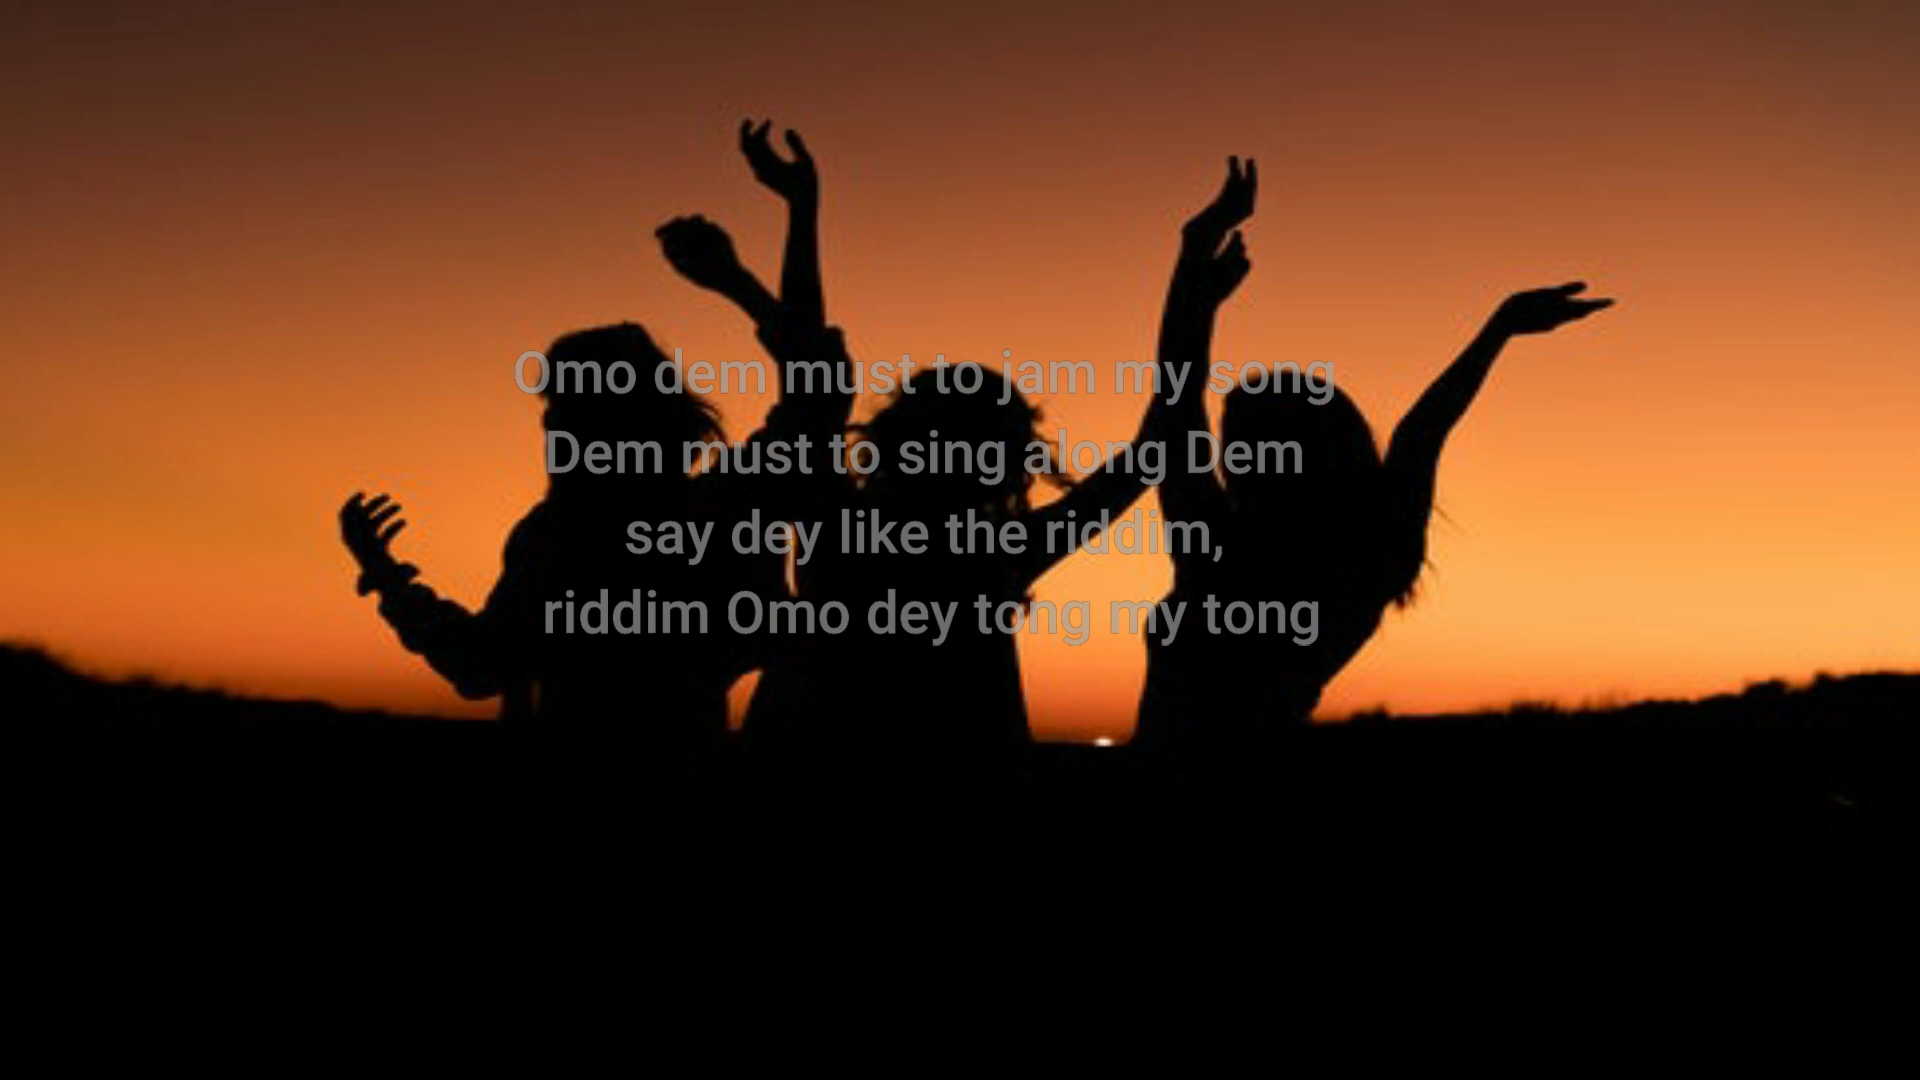 Omo dem must to jam my song
Dem must to sing along Dem
say dey like the riddim,
riddim Omo dey tong my tong